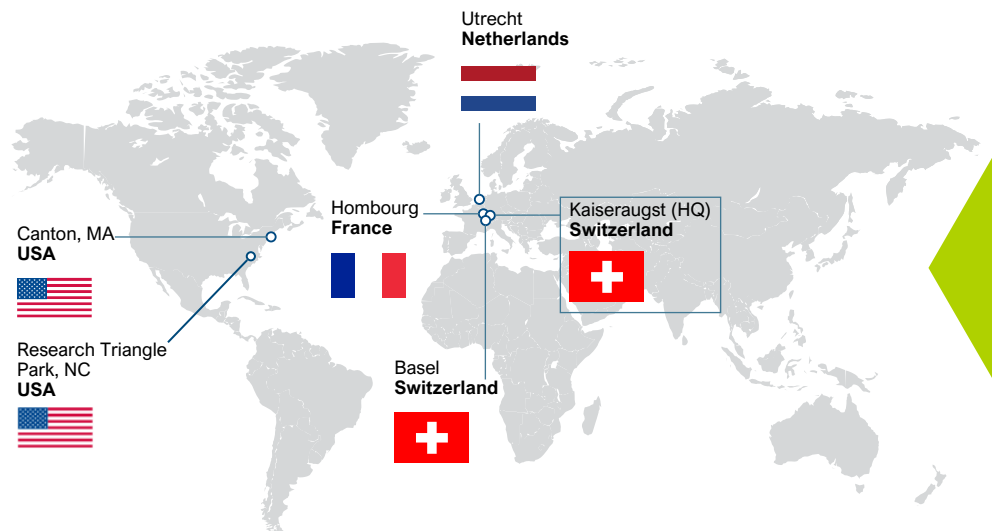 Utrecht
Netherlands
Hombourg
France
Kaiseraugst (HQ)
Switzerland
Canton, MA
USA
Research Triangle
Park, NC
USA
Basel
Switzerland